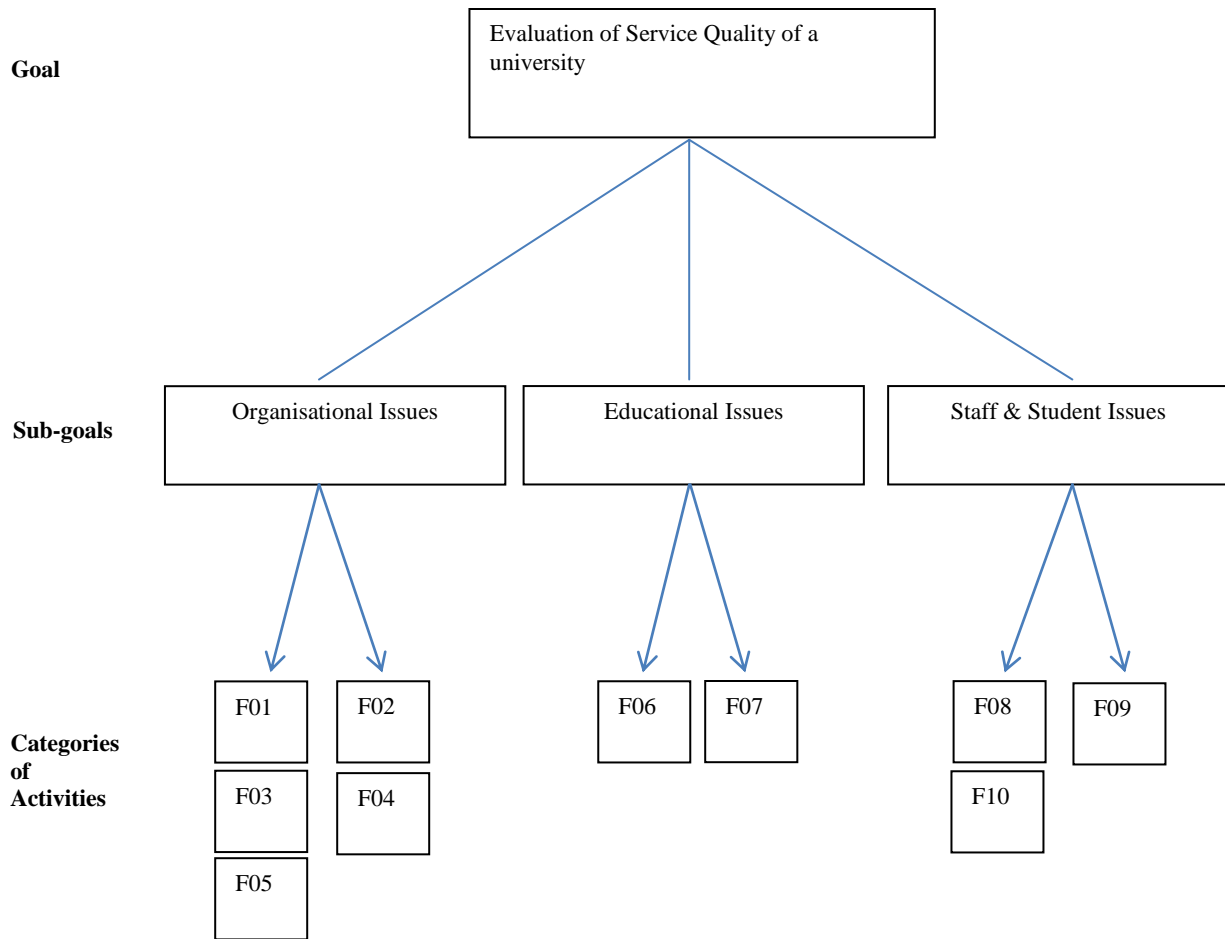 Evaluation of Service Quality of a
university
Goal
Organisational Issues
Educational Issues
Staff & Student Issues
Sub-goals
F01
F02
F06
F07
F08
F09
Categories
of
Activities
F03
F04
F10
F05